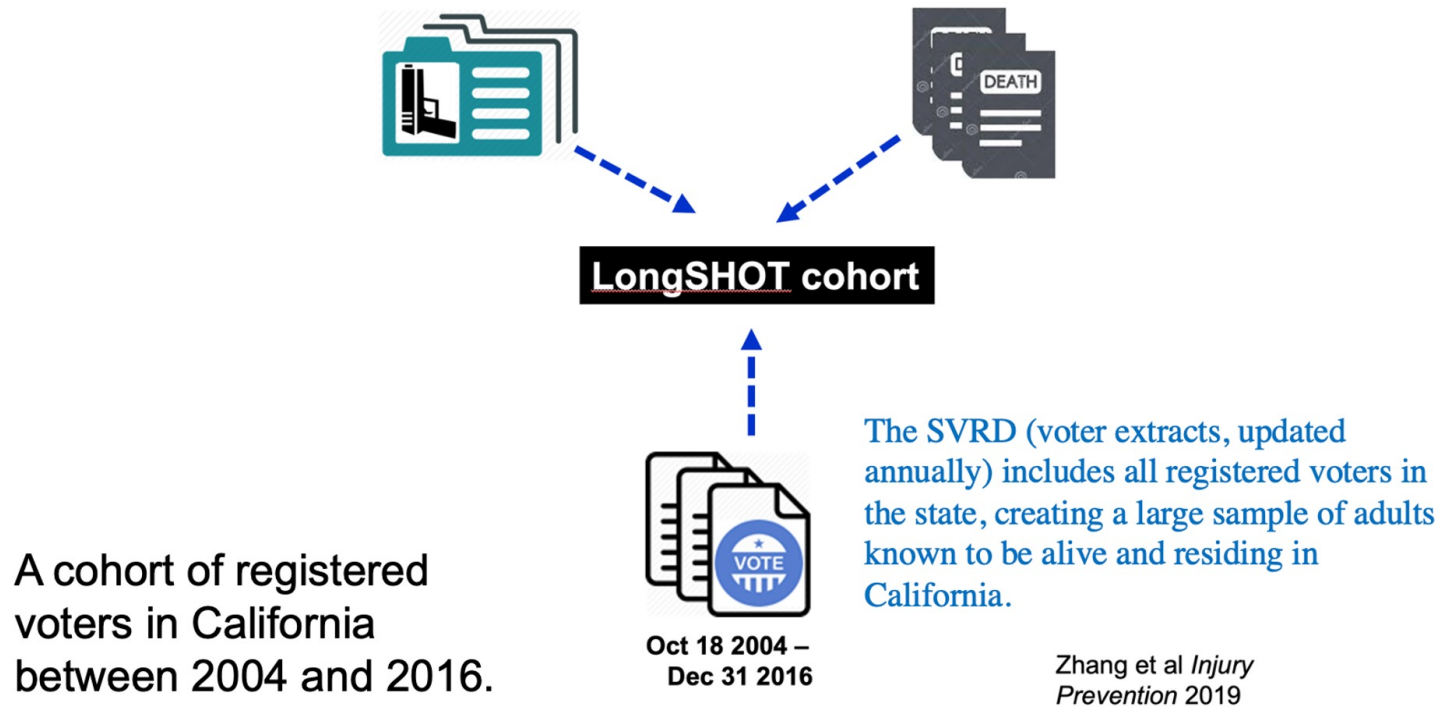 DEATH
LongSHOT cohort
The SVRD (voter extracts, updated
annually) includes all registered voters in
the state, creating a large sample of adults
known to be alive and residing in
California.
VOTE
A cohort of registered
voters in California
between 2004 and 2016.
Oct 18 2004 –
Dec 31 2016
Zhang et al Injury
Prevention 2019